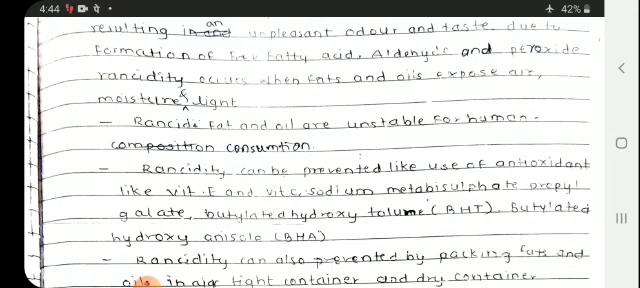 4:44 42%
resulting in and an unpleasant odour and taste due to
formation of free fatty acid, Aldehyde and peroxide
rancidity occurs when fats and oils expose air,
moisture & light
- Rancide fat and oil are unstable for human -
composition consumtion.
- Rancidity can be prevented like use of antioxidant
like vit.E and vit c, sodium metabisulphate propyl
galate, butylated hydroxy tolume (BHT). Butylated
hydroxy anisole (BHA)
- Rancidity can also prevented by packing fats and
oils in air tight container and dry container